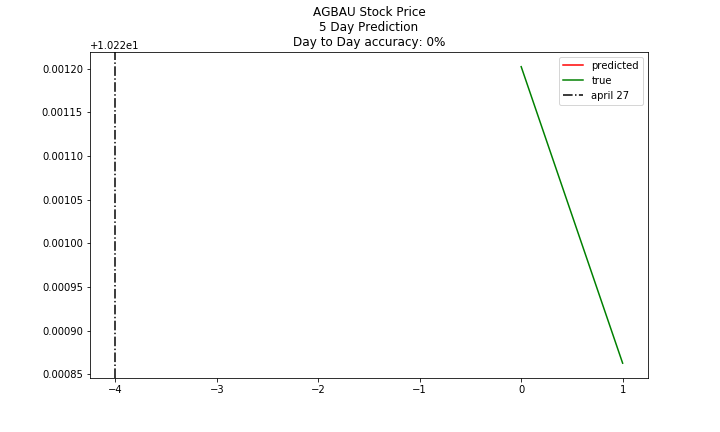 AGBAU Stock Price
5 Day Prediction
Day to Day accuracy: 0%
+1.022e1
predicted
true
april 27
0.00120
0.00115
0.00110
0.00105
0.00100
0.00095
0.00090
0.00085
−4
−3
−2
−1
0
1